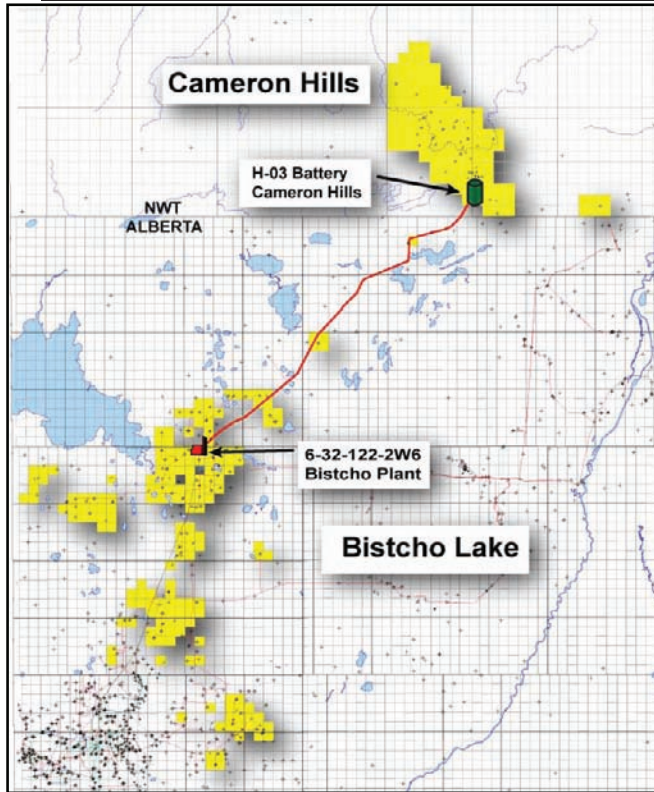 Cameron Hills
H-03 Battery
Cameron Hills
NWT
ALBERTA
6-32-122-2W6
Bistcho Plant
Bistcho Lake